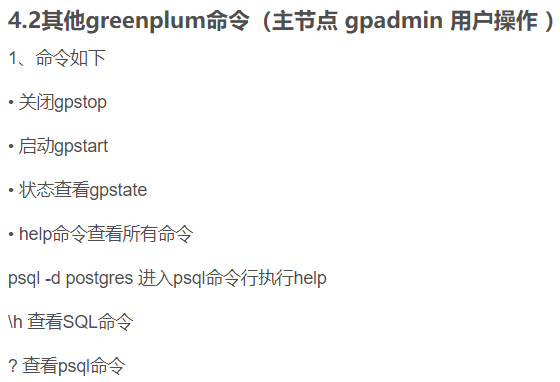 4.2其他greenplum命令（主节点 gpadmin 用户操作 ）
1、命令如下
• 关闭gpstop
• 启动gpstart
• 状态查看gpstate
• help命令查看所有命令
psql -d postgres 进入psql命令行执行help
\h 查看SQL命令
? 查看psql命令